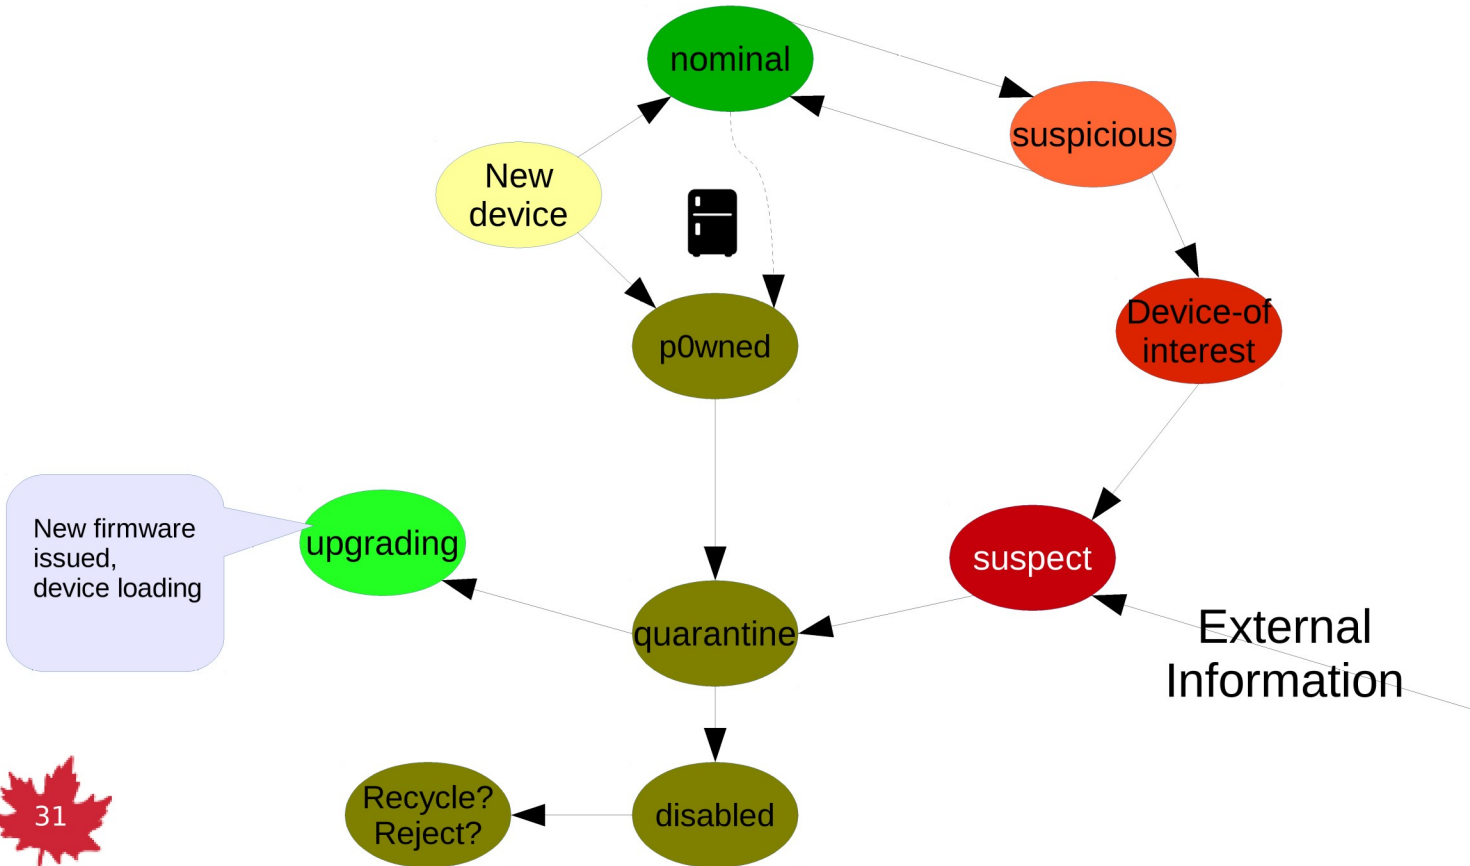 nominal
suspicious
New
device
Device-of
interest
p0wned
New firmware
issued,
device loading
upgrading
suspect
quarantine
External
Information
Recycle?
Reject?
disabled
31